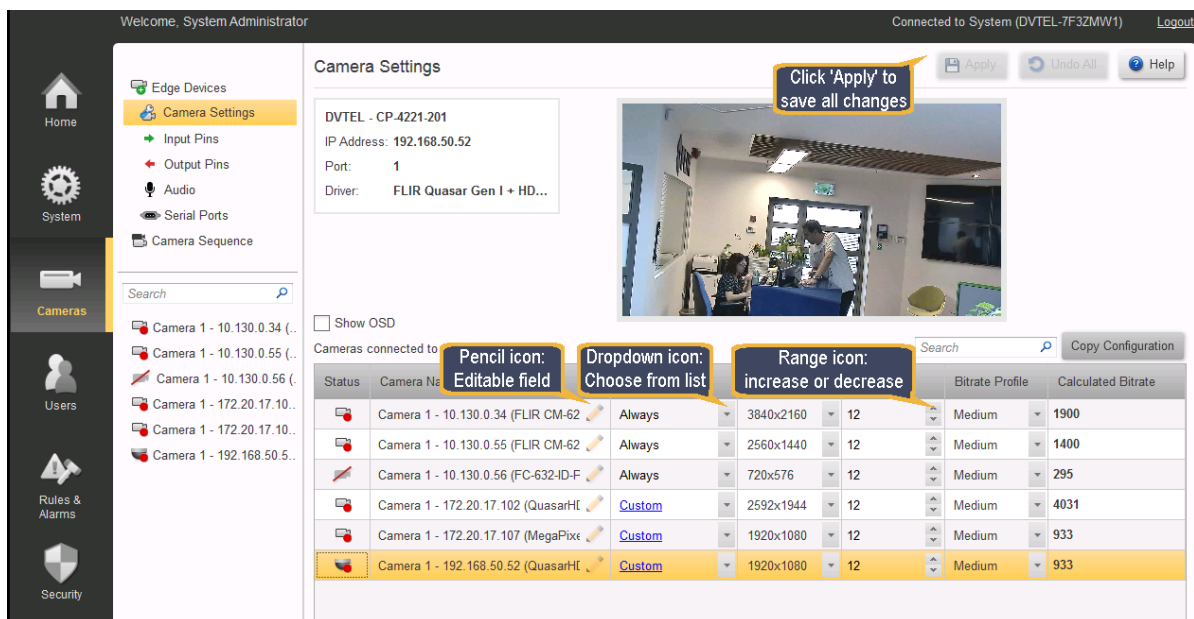 Welcome, System Administrator
Connected to System (DVTEL-7F3ZMW1)
Logout
Home
System
Cameras
Users
Rules &
Alarms
Security
Edge Devices
Camera Settings
Input Pins
Output Pins
Audio
Serial Ports
Camera Sequence
Search
Camera 1 - 10.130.0.34 (..
Camera 1 - 10.130.0.55 (..
Camera 1 - 10.130.0.56 (.
Camera 1 - 172.20.17.10..
Camera 1 - 172.20.17.10..
Camera 1 - 192.168.50.5..
Camera Settings
Click 'Apply' to
save all changes
Apply
Undo All
Help
DVTEL - CP-4221-201
IP Address: 192.168.50.52
Port: 1
Driver: FLIR Quasar Gen I + HD...
Show OSD
Cameras connected to
Search
Copy Configuration
Pencil icon:
Editable field
Dropdown icon:
Choose from list
Range icon:
increase or decrease
Status Camera Na Bitrate Profile Calculated Bitrate
Camera 1 - 10.130.0.34 (FLIR CM-62 Always 3840x2160 12 Medium 1900
Camera 1 - 10.130.0.55 (FLIR CM-62 Always 2560x1440 12 Medium 1400
Camera 1 - 10.130.0.56 (FC-632-ID-F Always 720x576 12 Medium 295
Camera 1 - 172.20.17.102 (QuasarHD Custom 2592x1944 12 Medium 4031
Camera 1 - 172.20.17.107 (MegaPixe Custom 1920x1080 12 Medium 933
Camera 1 - 192.168.50.52 (QuasarHD Custom 1920x1080 12 Medium 933